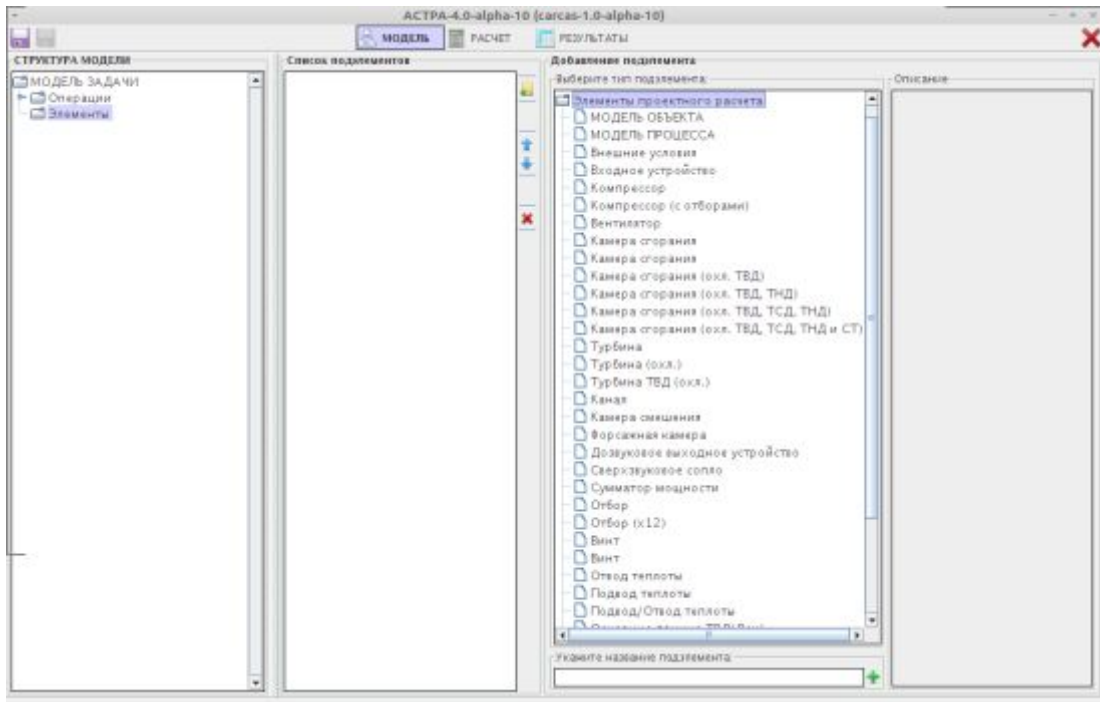 АСТРА-4.0-alpha-10 (carcas-1.0-alpha-10)
МОДЕЛЬ
РАСЧЕТ
РЕЗУЛЬТАТЫ
СТРУКТУРА МОДЕЛИ
МОДЕЛЬ ЗАДАЧИ
Операции
Элементы
Список подэлементов
Добавление подэлемента
Выберите тип подэлемента
Элементы проектного расчета
МОДЕЛЬ ОБЪЕКТА
МОДЕЛЬ ПРОЦЕССА
Внешние условия
Входное устройство
Компрессор
Компрессор (с отборами)
Вентилятор
Камера сгорания
Камера сгорания
Камера сгорания (охл. ТВД)
Камера сгорания (охл. ТВД, ТНД)
Камера сгорания (охл. ТВД, ТСД, ТНД)
Камера сгорания (охл. ТВД, ТСД, ТНД и СТ)
Турбина
Турбина (охл.)
Турбина ТВД (охл.)
Канал
Камера смешения
Форсажная камера
Дозвуковое выходное устройство
Сверхзвуковое сопло
Сумматор мощности
Отбор
Отбор (x12)
Винт
Винт
Отвод теплоты
Подвод теплоты
Подвод/Отвод теплоты
Укажите название подэлемента
Описание